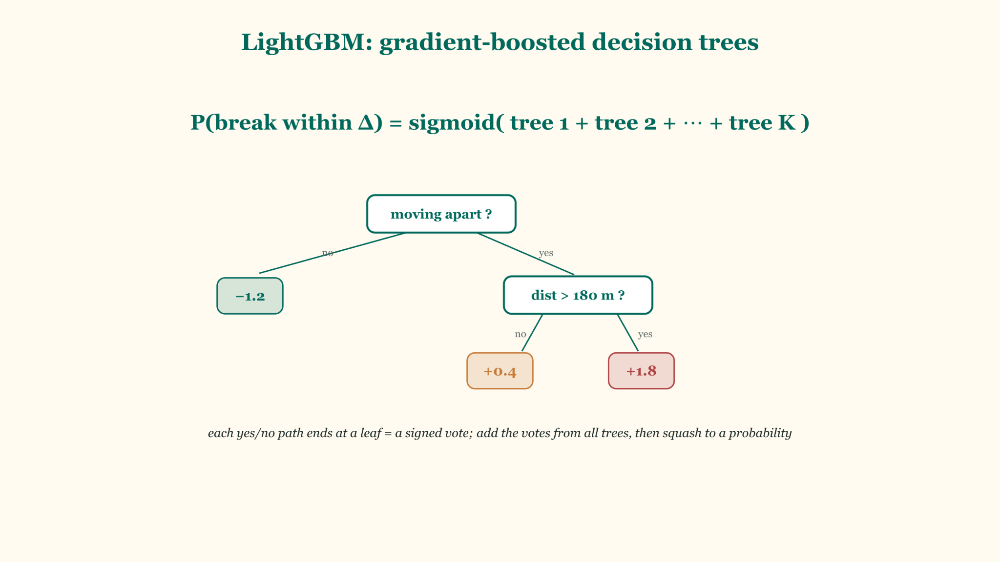 LightGBM: gradient-boosted decision trees
P(break within Δ) = sigmoid( tree 1 + tree 2 + ⋯ + tree K )
moving apart ?
no
yes
−1.2
dist > 180 m ?
no
yes
+0.4
+1.8
each yes/no path ends at a leaf = a signed vote; add the votes from all trees, then squash to a probability